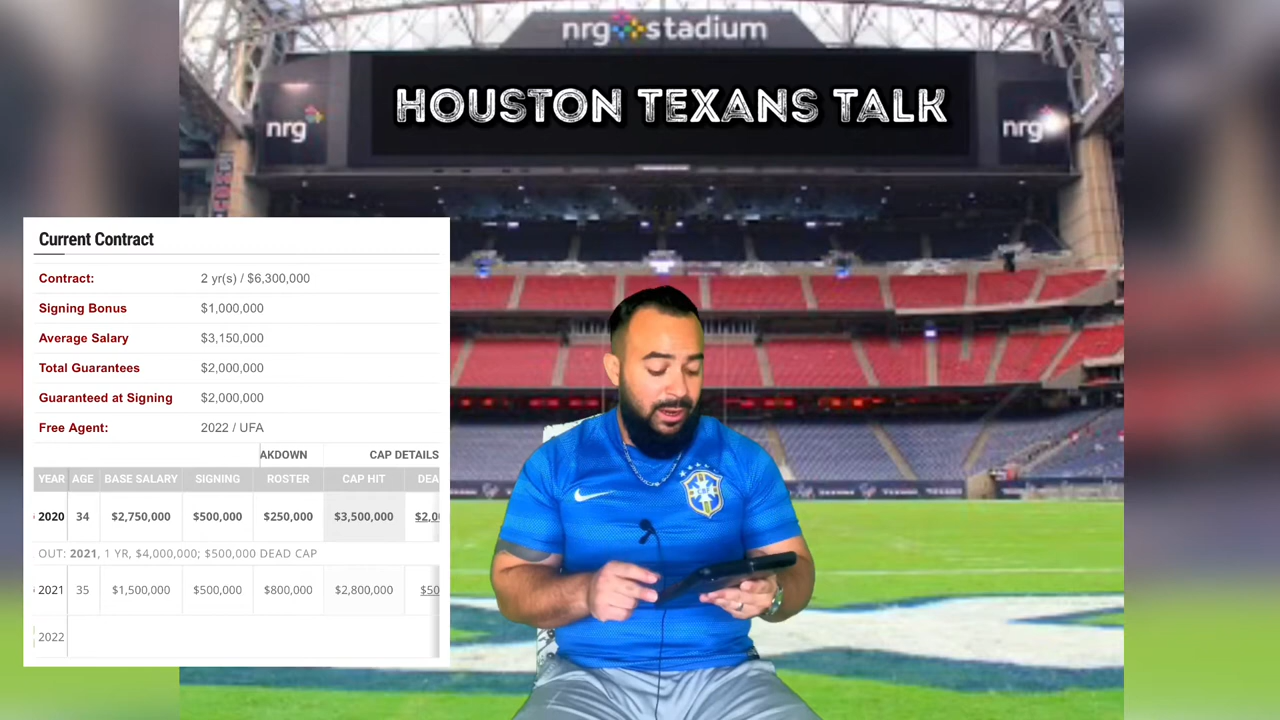 nrg stadium
HOUSTON TEXANS TALK
nrg
nrg
Current Contract
Contract: 2 yr(s) / $6,300,000
Signing Bonus $1,000,000
Average Salary $3,150,000
Total Guarantees $2,000,000
Guaranteed at Signing $2,000,000
Free Agent: 2022 / UFA
AKDOWN CAP DETAILS
YEAR AGE BASE SALARY SIGNING ROSTER CAP HIT DEA
2020 34 $2,750,000 $500,000 $250,000 $3,500,000 $2,0
OUT: 2021, 1 YR, $4,000,000; $500,000 DEAD CAP
2021 35 $1,500,000 $500,000 $800,000 $2,800,000 $50
2022